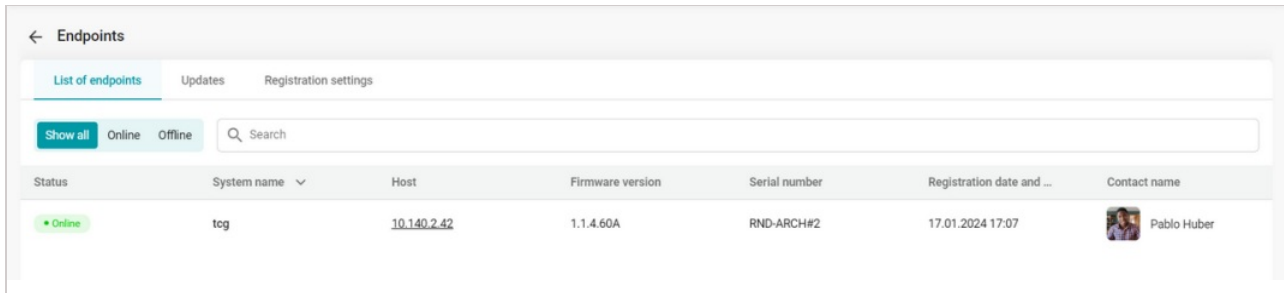 Endpoints
List of endpoints Updates Registration settings
Show all Online Offline Search
Status System name Host Firmware version Serial number Registration date and ... Contact name
Online tcg 10.140.2.42 1.1.4.60A RND-ARCH#2 17.01.2024 17:07 Pablo Huber